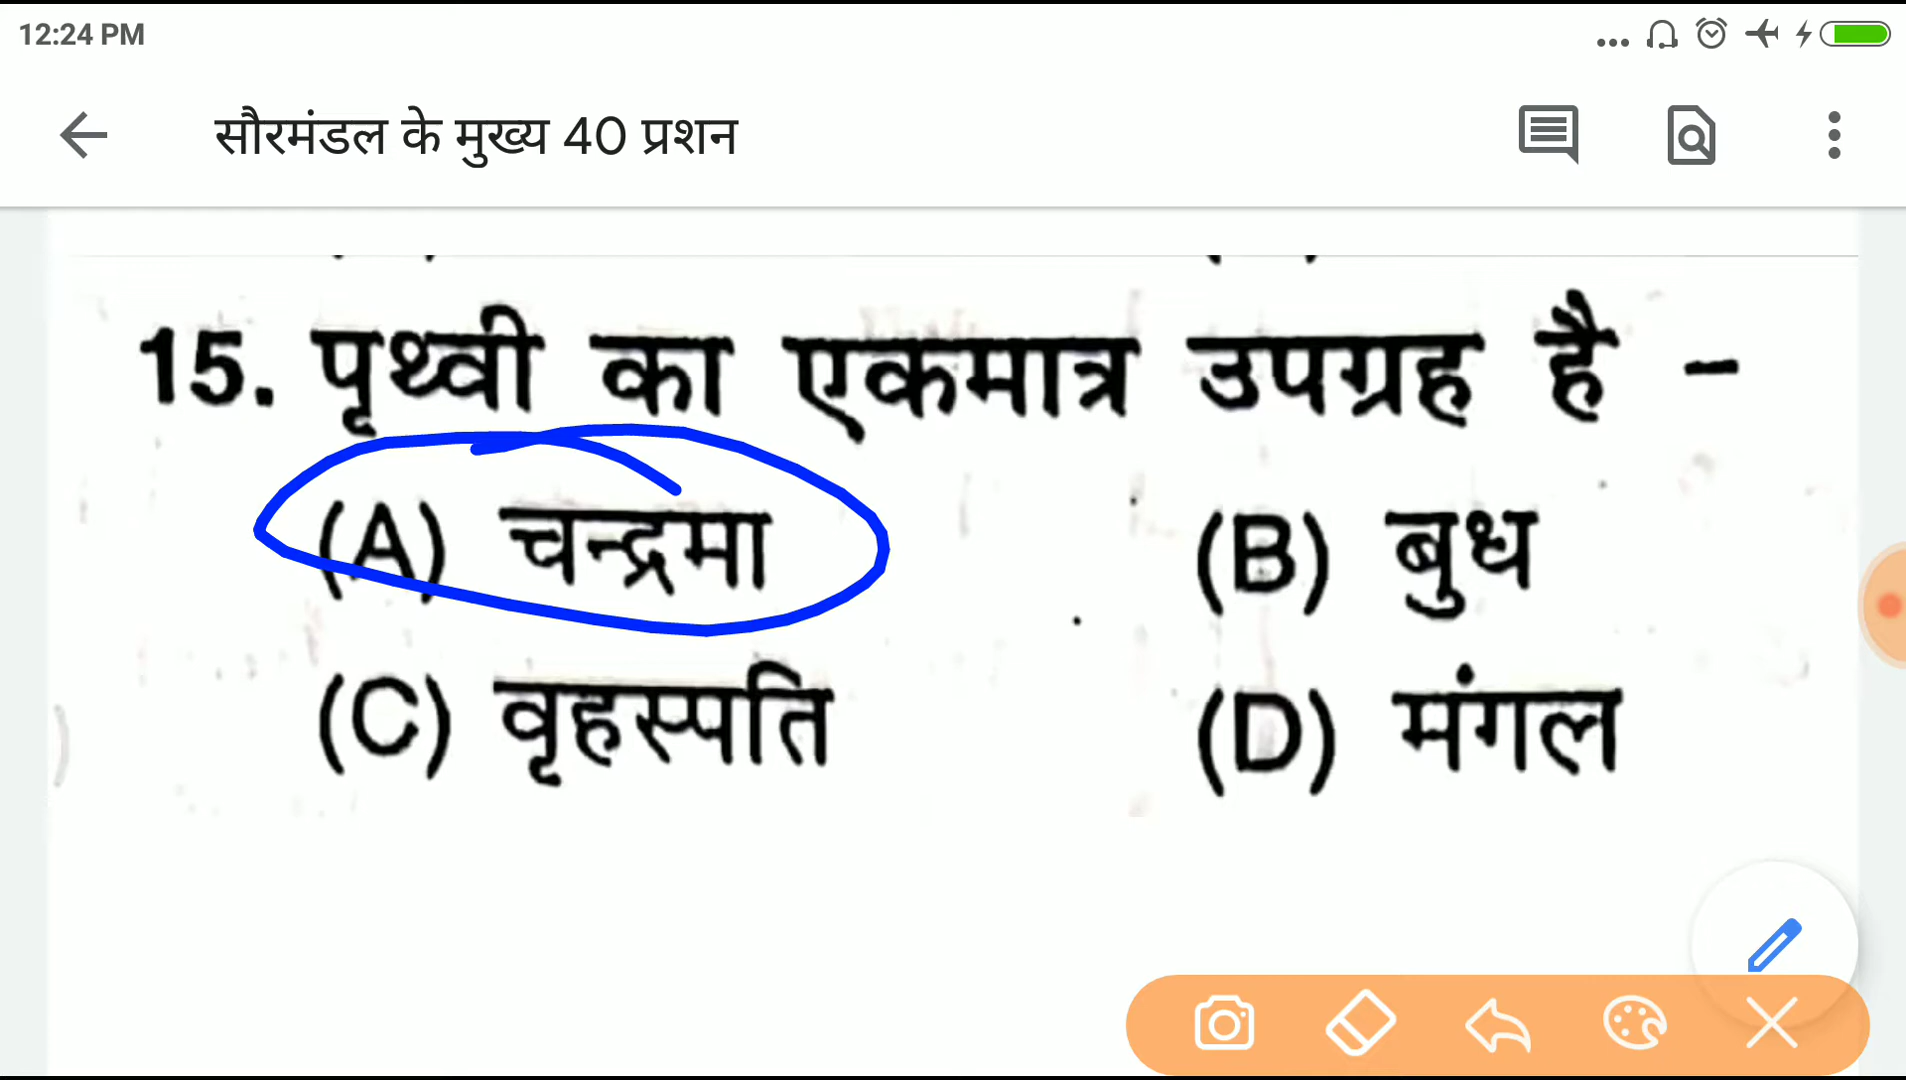 12:24 PM
सौरमंडल के मुख्य 40 प्रशन
15. पृथ्वी का एकमात्र उपग्रह है –
(A) चन्द्रमा (B) बुध
(C) वृहस्पति (D) मंगल